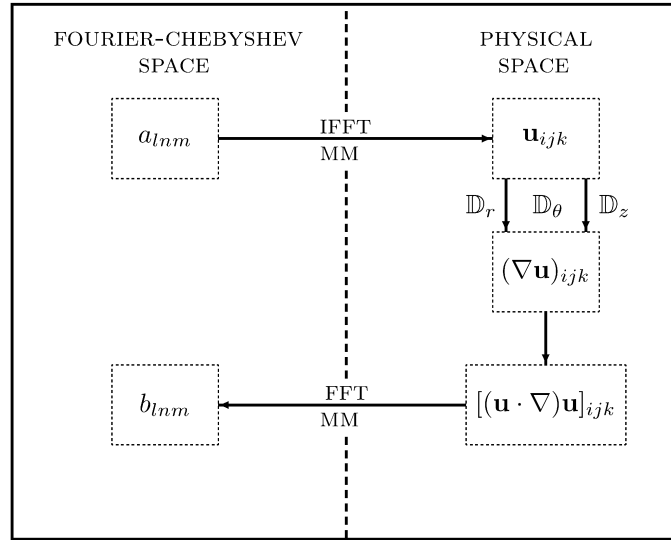 FOURIER-CHEBYSHEV
SPACE
PHYSICAL
SPACE
a_{lnm}
IFFT
MM
𝐮_{ijk}
𝔻_r 𝔻_θ 𝔻_z
(∇𝐮)_{ijk}
b_{lnm}
FFT
MM
[(𝐮 · ∇)𝐮]_{ijk}